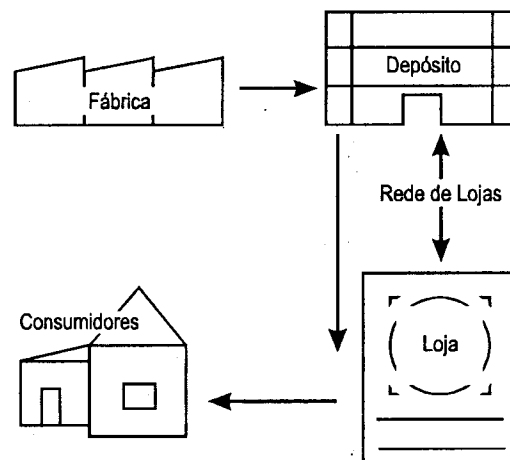 Depósito
Fábrica
Rede de Lojas
Consumidores
Loja